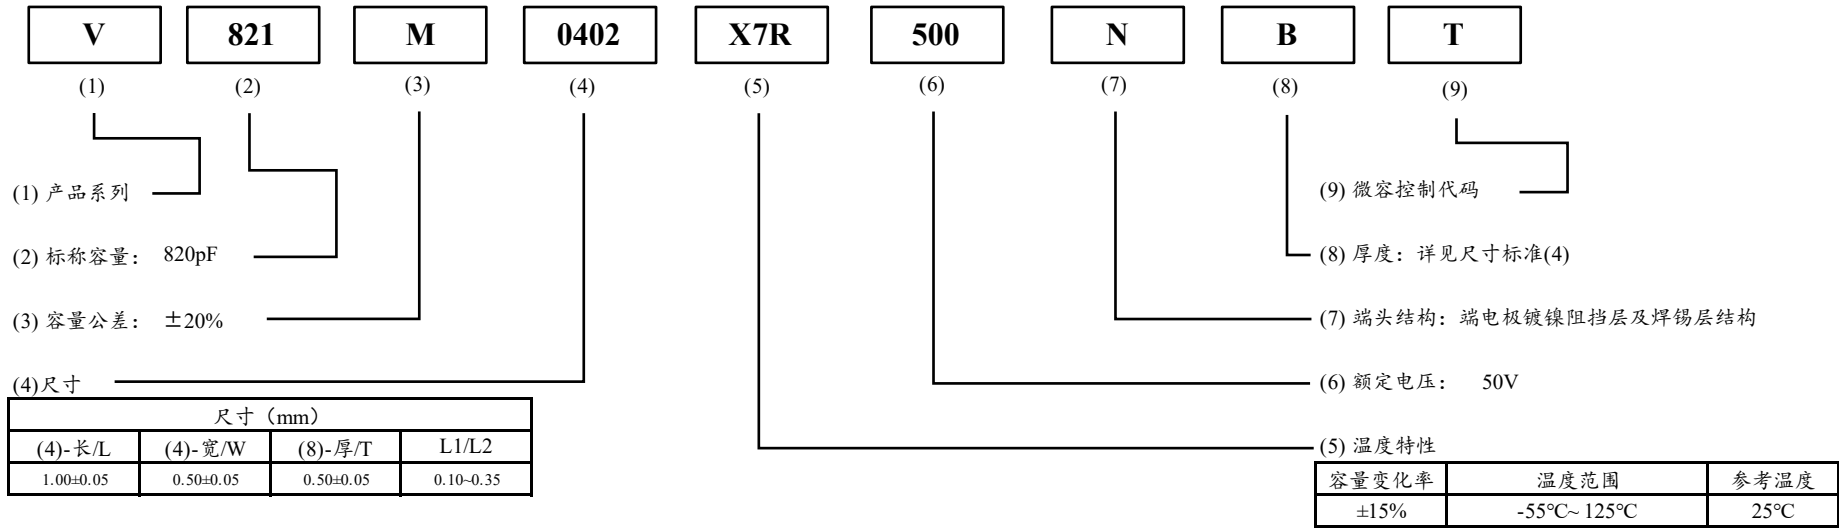 V 821 M 0402 X7R 500 N B T
(1) (2) (3) (4) (5) (6) (7) (8) (9)
(1) 产品系列
(9) 微容控制代码
(2) 标称容量： 820pF
(8) 厚度：详见尺寸标准(4)
(3) 容量公差： ±20%
(7) 端头结构：端电极镀镍阻挡层及焊锡层结构
(4)尺寸
(6) 额定电压： 50V
尺寸（mm）
(4)-长/L (4)-宽/W (8)-厚/T L1/L2
1.00±0.05 0.50±0.05 0.50±0.05 0.10~0.35
(5) 温度特性
容量变化率 温度范围 参考温度
±15% -55℃~ 125℃ 25℃